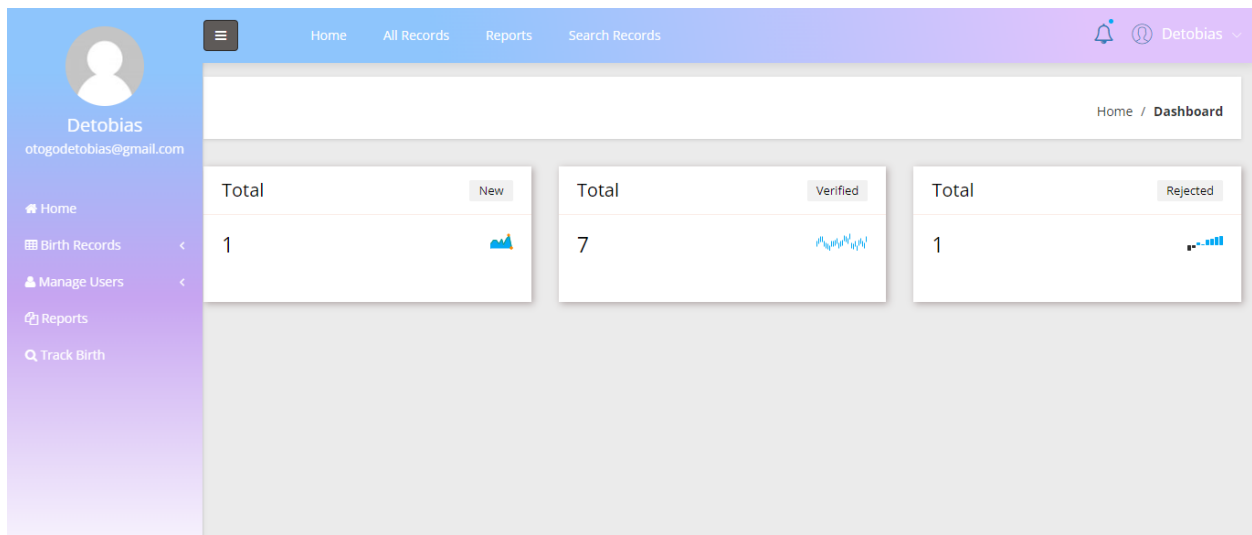 Detobias
otogodetobias@gmail.com
Home
Birth Records
Manage Users
Reports
Track Birth
Home All Records Reports Search Records Detobias
Home / Dashboard
Total New
1
Total Verified
7
Total Rejected
1